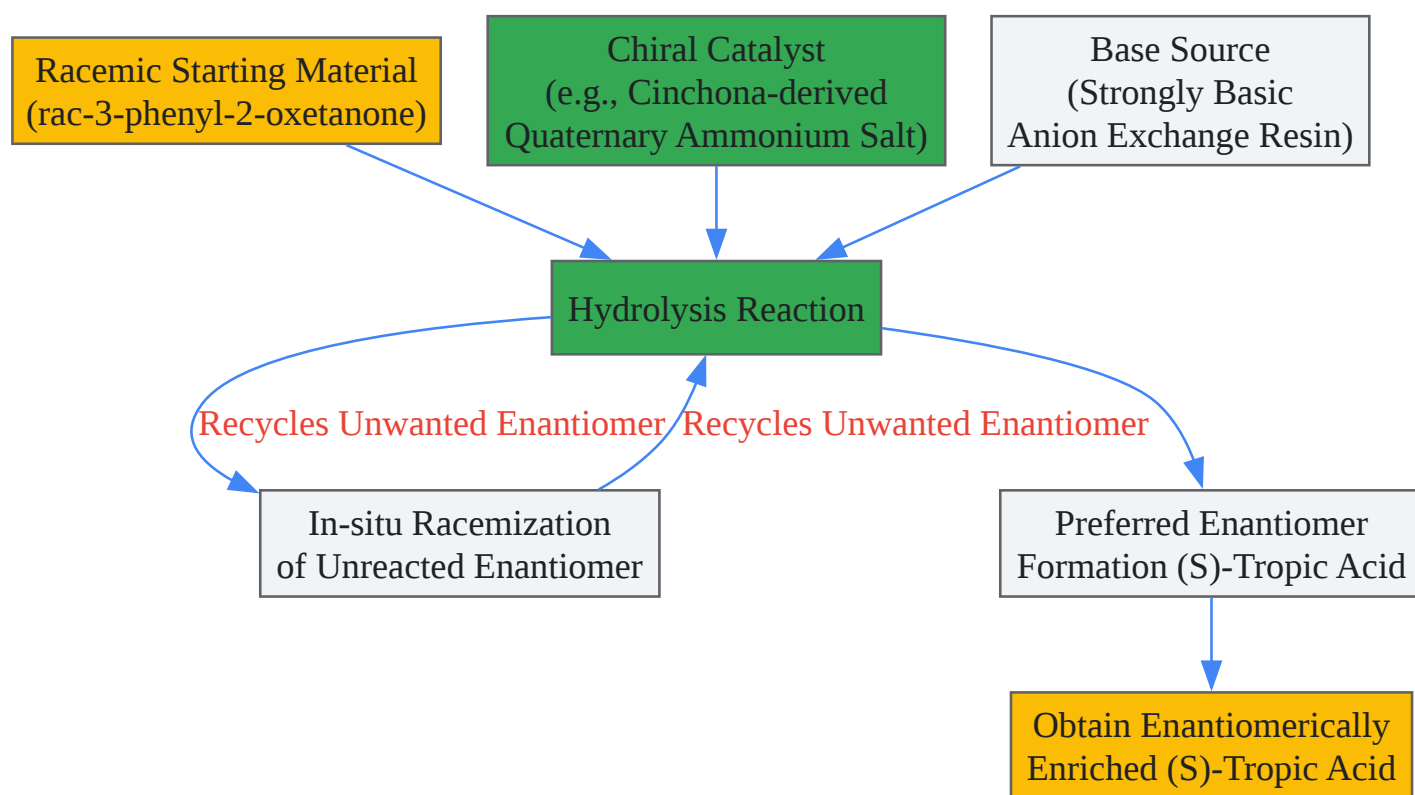 Racemic Starting Material
(rac-3-phenyl-2-oxetanone)
Chiral Catalyst
(e.g., Cinchona-derived
Quaternary Ammonium Salt)
Base Source
(Strongly Basic
Anion Exchange Resin)
Hydrolysis Reaction
Recycles Unwanted Enantiomer
Recycles Unwanted Enantiomer
In-situ Racemization
of Unreacted Enantiomer
Preferred Enantiomer
Formation (S)-Tropic Acid
Obtain Enantiomerically
Enriched (S)-Tropic Acid